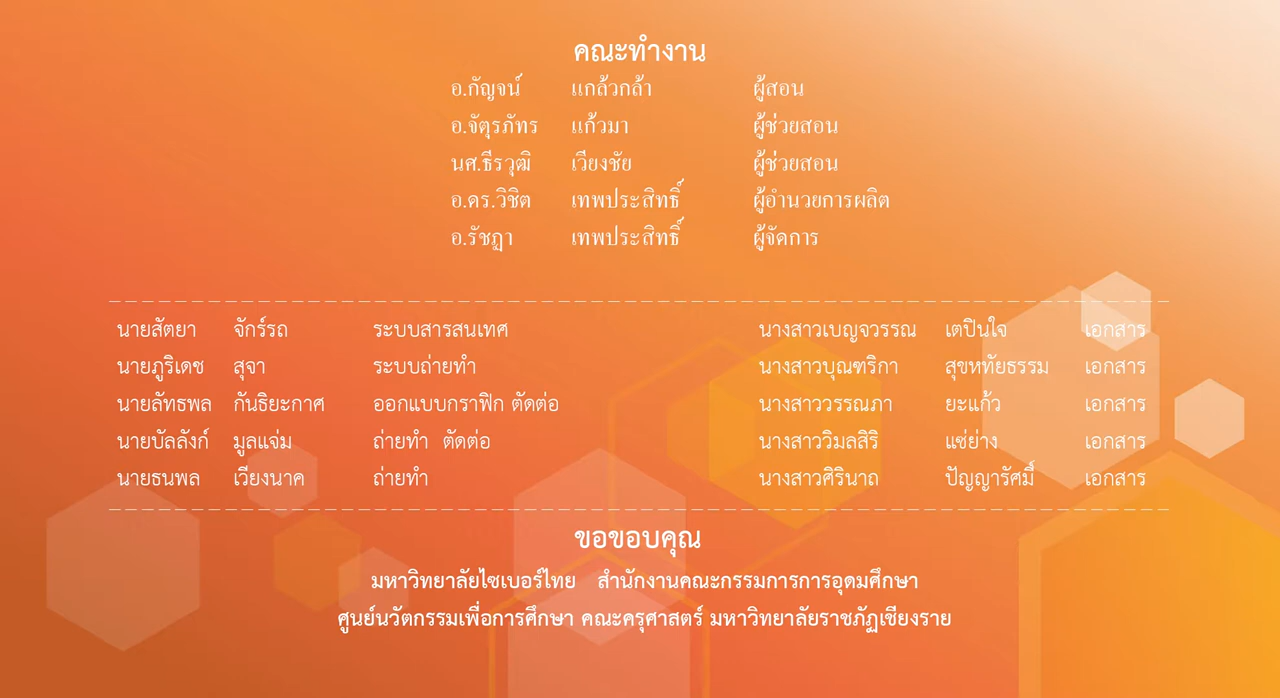 คณะทำงาน
อ.กัญจน์ แกล้วกล้า ผู้สอน
อ.จัตุรภัทร แก้วมา ผู้ช่วยสอน
นศ.ธีรวุฒิ เวียงชัย ผู้ช่วยสอน
อ.ดร.วิชิต เทพประสิทธิ์ ผู้อำนวยการผลิต
อ.รัชฎา เทพประสิทธิ์ ผู้จัดการ
นายสัตยา จักร์รถ ระบบสารสนเทศ นางสาวเบญจวรรณ เตปินใจ เอกสาร
นายภูริเดช สุจา ระบบถ่ายทำ นางสาวบุณฑริกา สุขหทัยธรรม เอกสาร
นายลัทธพล กันธิยะกาศ ออกแบบกราฟิก ตัดต่อ นางสาววรรณภา ยะแก้ว เอกสาร
นายบัลลังก์ มูลแจ่ม ถ่ายทำ ตัดต่อ นางสาววิมลสิริ แซ่ย่าง เอกสาร
นายธนพล เวียงนาค ถ่ายทำ นางสาวศิรินาถ ปัญญารัศมิ์ เอกสาร
ขอขอบคุณ
มหาวิทยาลัยไซเบอร์ไทย สำนักงานคณะกรรมการการอุดมศึกษา
ศูนย์นวัตกรรมเพื่อการศึกษา คณะครุศาสตร์ มหาวิทยาลัยราชภัฏเชียงราย